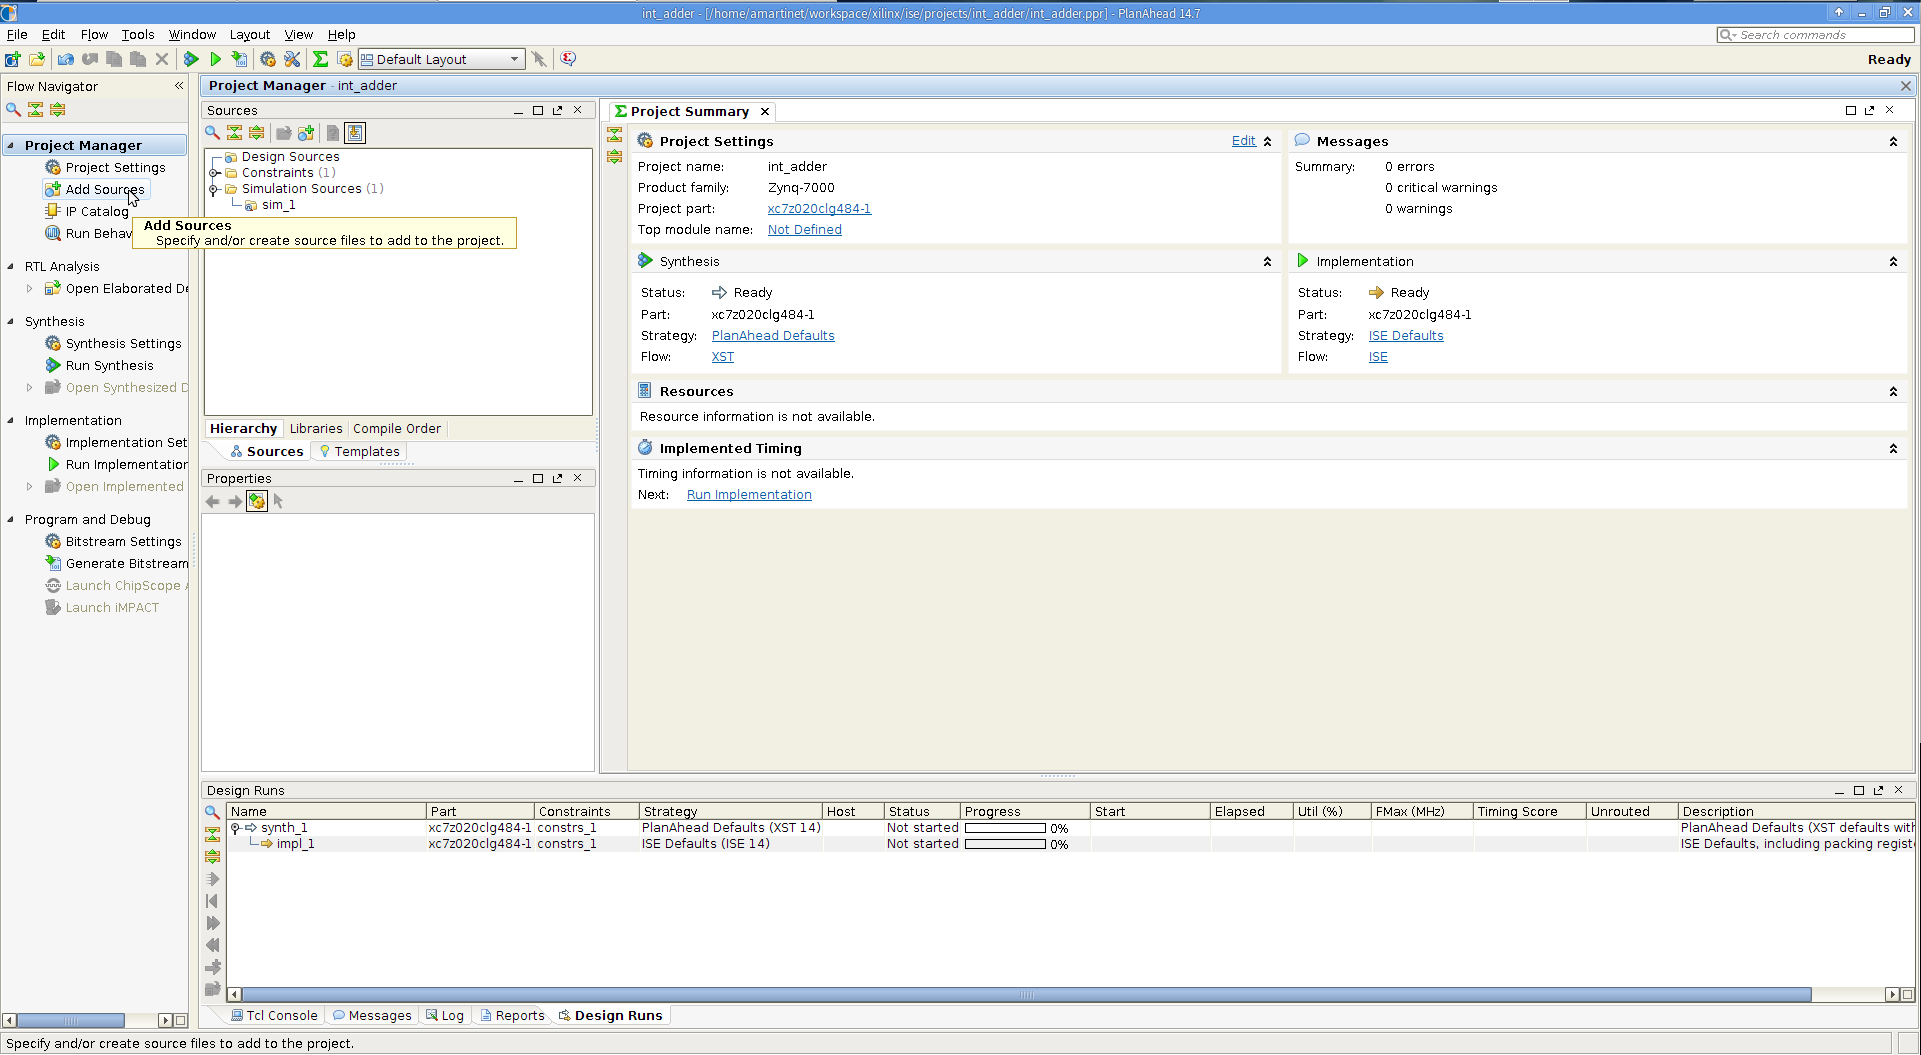 int_adder - [/home/amartinet/workspace/xilinx/ise/projects/int_adder/int_adder.ppr] - PlanAhead 14.7
File Edit Flow Tools Window Layout View Help
Search commands
Default Layout
Ready
Flow Navigator
Project Manager
Project Settings
Add Sources
IP Catalog
Run Behav
RTL Analysis
Open Elaborated De
Synthesis
Synthesis Settings
Run Synthesis
Open Synthesized D
Implementation
Implementation Set
Run Implementation
Open Implemented
Program and Debug
Bitstream Settings
Generate Bitstream
Launch ChipScope A
Launch iMPACT
Project Manager - int_adder
Sources
Design Sources
Constraints (1)
Simulation Sources (1)
sim_1
Add Sources
Specify and/or create source files to add to the project.
Hierarchy Libraries Compile Order
Sources Templates
Properties
Project Summary
Project Settings Edit
Project name: int_adder
Product family: Zynq-7000
Project part: xc7z020clg484-1
Top module name: Not Defined
Messages
Summary: 0 errors
0 critical warnings
0 warnings
Synthesis
Status: Ready
Part: xc7z020clg484-1
Strategy: PlanAhead Defaults
Flow: XST
Implementation
Status: Ready
Part: xc7z020clg484-1
Strategy: ISE Defaults
Flow: ISE
Resources
Resource information is not available.
Implemented Timing
Timing information is not available.
Next: Run Implementation
Design Runs
Name Part Constraints Strategy Host Status Progress Start Elapsed Util (%) FMax (MHz) Timing Score Unrouted Description
synth_1 xc7z020clg484-1 constrs_1 PlanAhead Defaults (XST 14) Not started 0% PlanAhead Defaults (XST defaults with
impl_1 xc7z020clg484-1 constrs_1 ISE Defaults (ISE 14) Not started 0% ISE Defaults, including packing regist
Tcl Console Messages Log Reports Design Runs
Specify and/or create source files to add to the project.